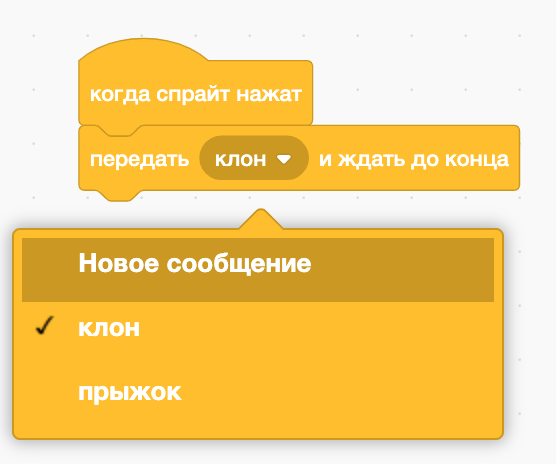 когда спрайт нажат
передать клон и ждать до конца
Новое сообщение
клон
прыжок